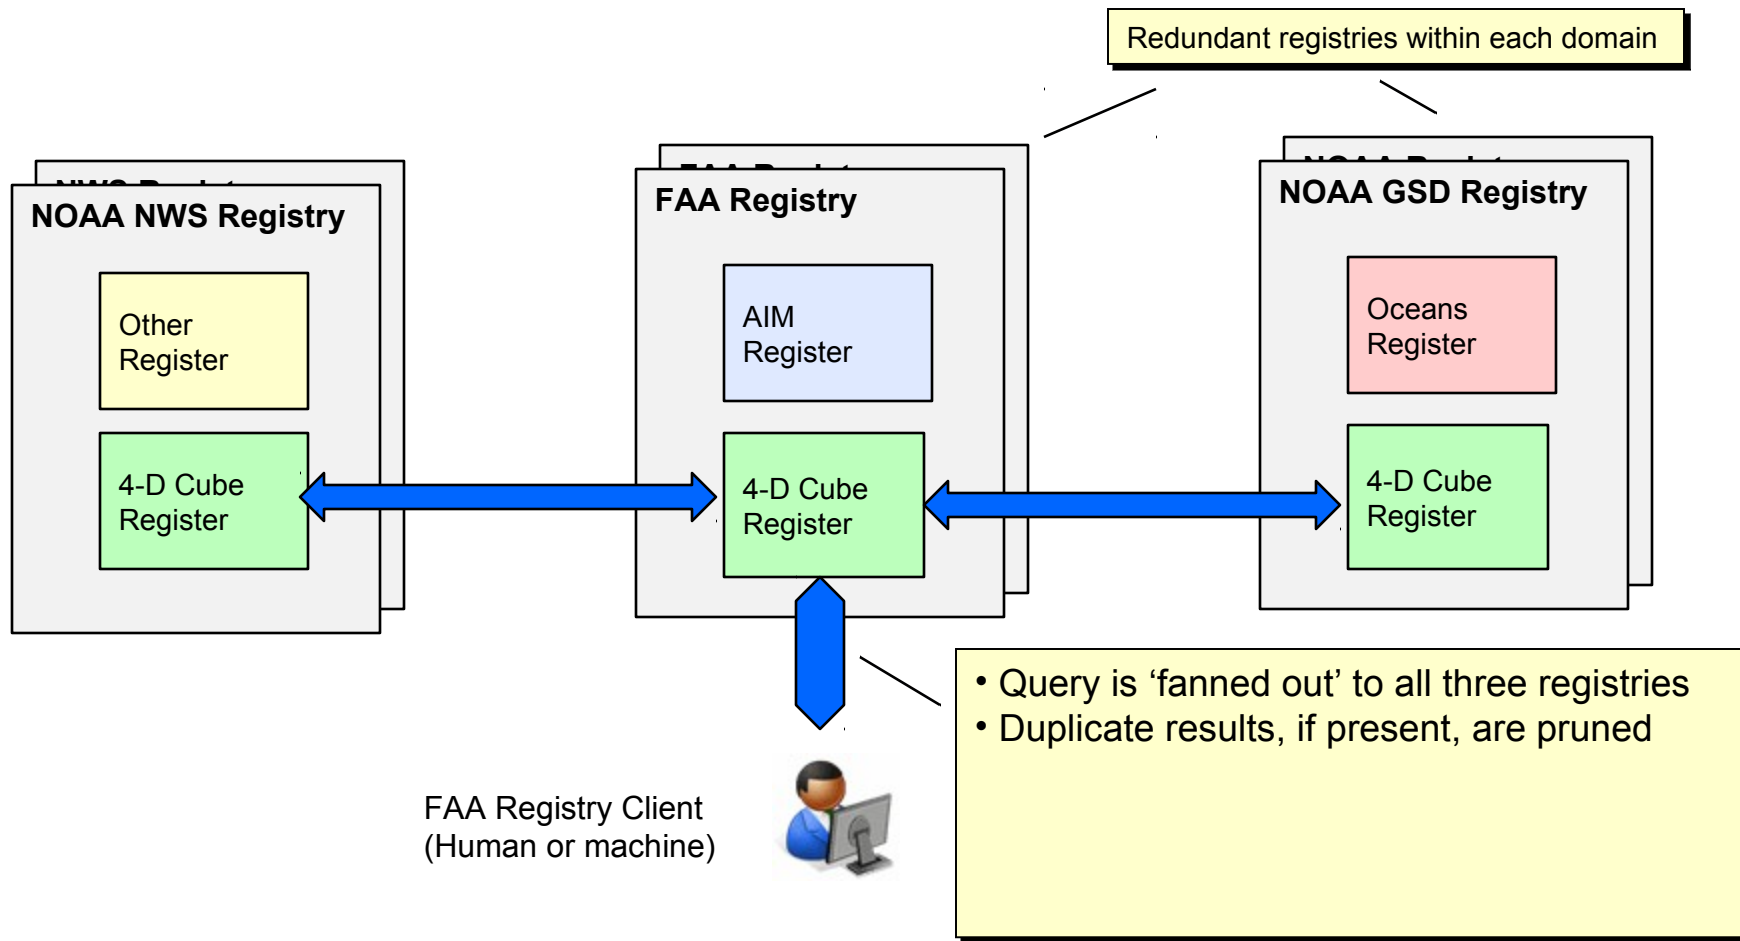 Redundant registries within each domain
NOAA NWS Registry
Other
Register
4-D Cube
Register
FAA Registry
AIM
Register
4-D Cube
Register
NOAA GSD Registry
Oceans
Register
4-D Cube
Register
• Query is ‘fanned out’ to all three registries
• Duplicate results, if present, are pruned
FAA Registry Client
(Human or machine)